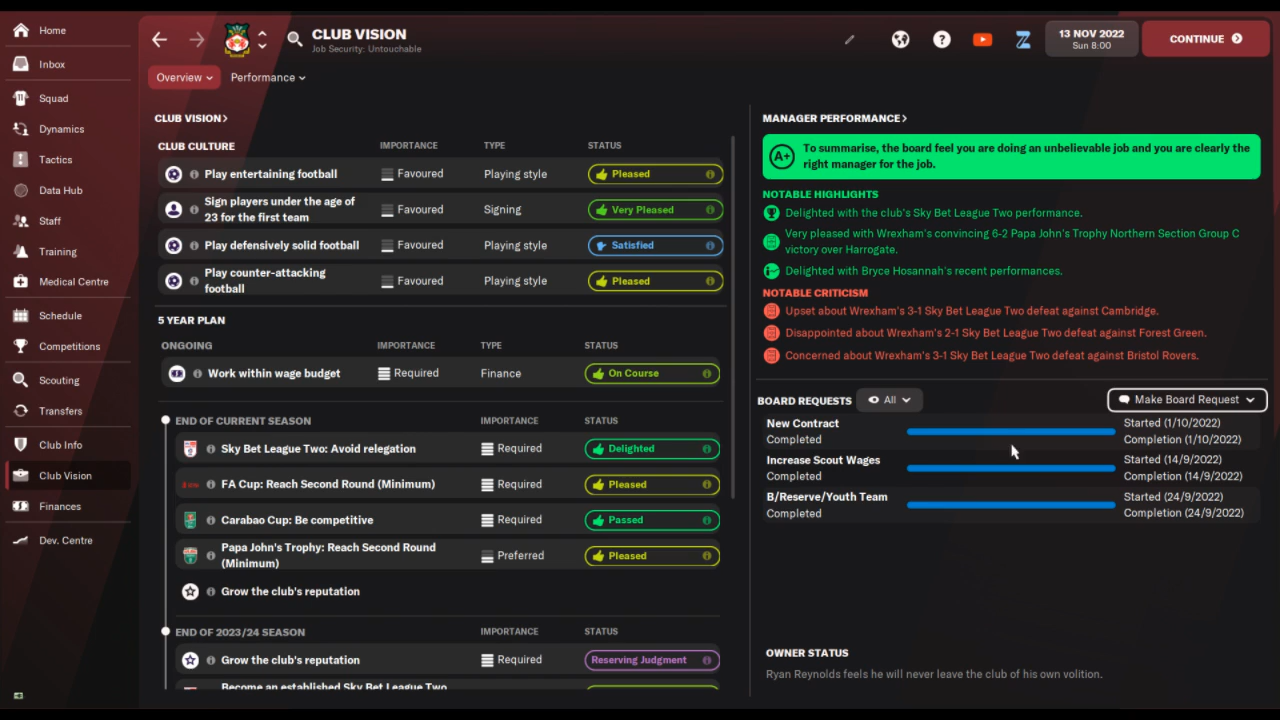 Home
Inbox
Squad
Dynamics
Tactics
Data Hub
Staff
Training
Medical Centre
Schedule
Competitions
Scouting
Transfers
Club Info
Club Vision
Finances
Dev. Centre
CLUB VISION
Job Security: Untouchable
13 NOV 2022
Sun 8:00
CONTINUE
Overview
Performance
CLUB VISION
CLUB CULTURE IMPORTANCE TYPE STATUS
Play entertaining football Favoured Playing style Pleased
Sign players under the age of
23 for the first team Favoured Signing Very Pleased
Play defensively solid football Favoured Playing style Satisfied
Play counter-attacking
football Favoured Playing style Pleased
5 YEAR PLAN
ONGOING IMPORTANCE TYPE STATUS
Work within wage budget Required Finance On Course
END OF CURRENT SEASON IMPORTANCE STATUS
Sky Bet League Two: Avoid relegation Required Delighted
FA Cup: Reach Second Round (Minimum) Required Pleased
Carabao Cup: Be competitive Required Passed
Papa John's Trophy: Reach Second Round
(Minimum) Preferred Pleased
Grow the club's reputation
END OF 2023/24 SEASON IMPORTANCE STATUS
Grow the club's reputation Required Reserving Judgment
Become an established Sky Bet League Two
MANAGER PERFORMANCE
A+
To summarise, the board feel you are doing an unbelievable job and you are clearly the
right manager for the job.
NOTABLE HIGHLIGHTS
Delighted with the club's Sky Bet League Two performance.
Very pleased with Wrexham's convincing 6-2 Papa John's Trophy Northern Section Group C
victory over Harrogate.
Delighted with Bryce Hosannah's recent performances.
NOTABLE CRITICISM
Upset about Wrexham's 3-1 Sky Bet League Two defeat against Cambridge.
Disappointed about Wrexham's 2-1 Sky Bet League Two defeat against Forest Green.
Concerned about Wrexham's 3-1 Sky Bet League Two defeat against Bristol Rovers.
BOARD REQUESTS All Make Board Request
New Contract Started (1/10/2022)
Completed Completion (1/10/2022)
Increase Scout Wages Started (14/9/2022)
Completed Completion (14/9/2022)
B/Reserve/Youth Team Started (24/9/2022)
Completed Completion (24/9/2022)
OWNER STATUS
Ryan Reynolds feels he will never leave the club of his own volition.